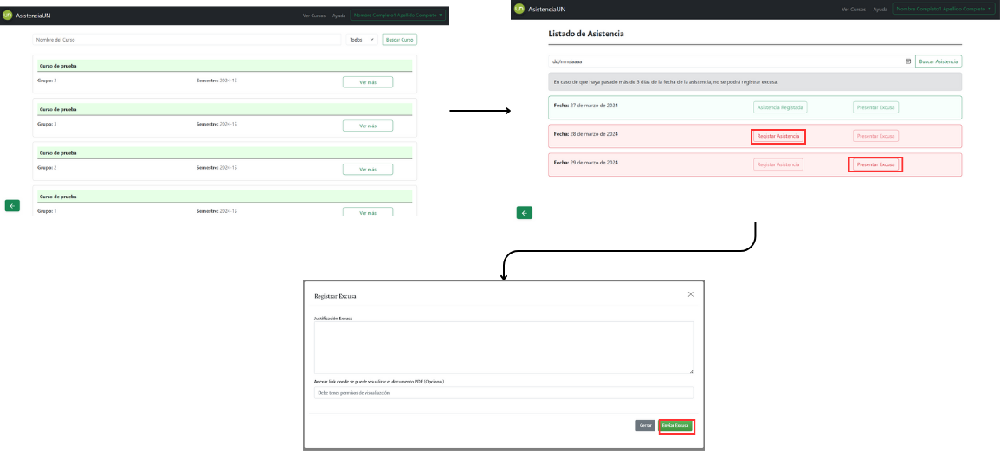 un AsistenciaUN Ver Cursos Ayuda Nombre Completo1 Apellido Completo
Nombre del Curso Todos Buscar Curso
Curso de prueba
Grupo: 3 Semestre: 2024-1S Ver más
Curso de prueba
Grupo: 3 Semestre: 2024-1S Ver más
Curso de prueba
Grupo: 2 Semestre: 2024-1S Ver más
Curso de prueba
Grupo: 1 Semestre: 2024-1S Ver más
un AsistenciaUN Ver Cursos Ayuda Nombre Completo1 Apellido Completo
Listado de Asistencia
dd/mm/aaaa Buscar Asistencia
En caso de que haya pasado más de 5 días de la fecha de la asistencia, no se podrá registrar excusa.
Fecha: 27 de marzo de 2024 Asistencia Registada Presentar Excusa
Fecha: 28 de marzo de 2024 Registar Asistencia Presentar Excusa
Fecha: 29 de marzo de 2024 Registar Asistencia Presentar Excusa
Registrar Excusa
Justificación Excusa
Anexar link donde se puede visualizar el documento PDF (Opcional)
Debe tener permisos de visualiacción
Cerrar Enviar Excusa